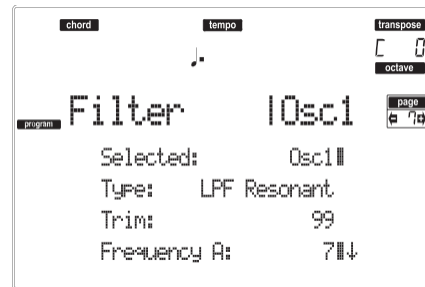 chord tempo transpose
C 0
octave
program Filter |Osc1 page
7
Selected: Osc1
Type: LPF Resonant
Trim: 99
Frequency A: 7↓